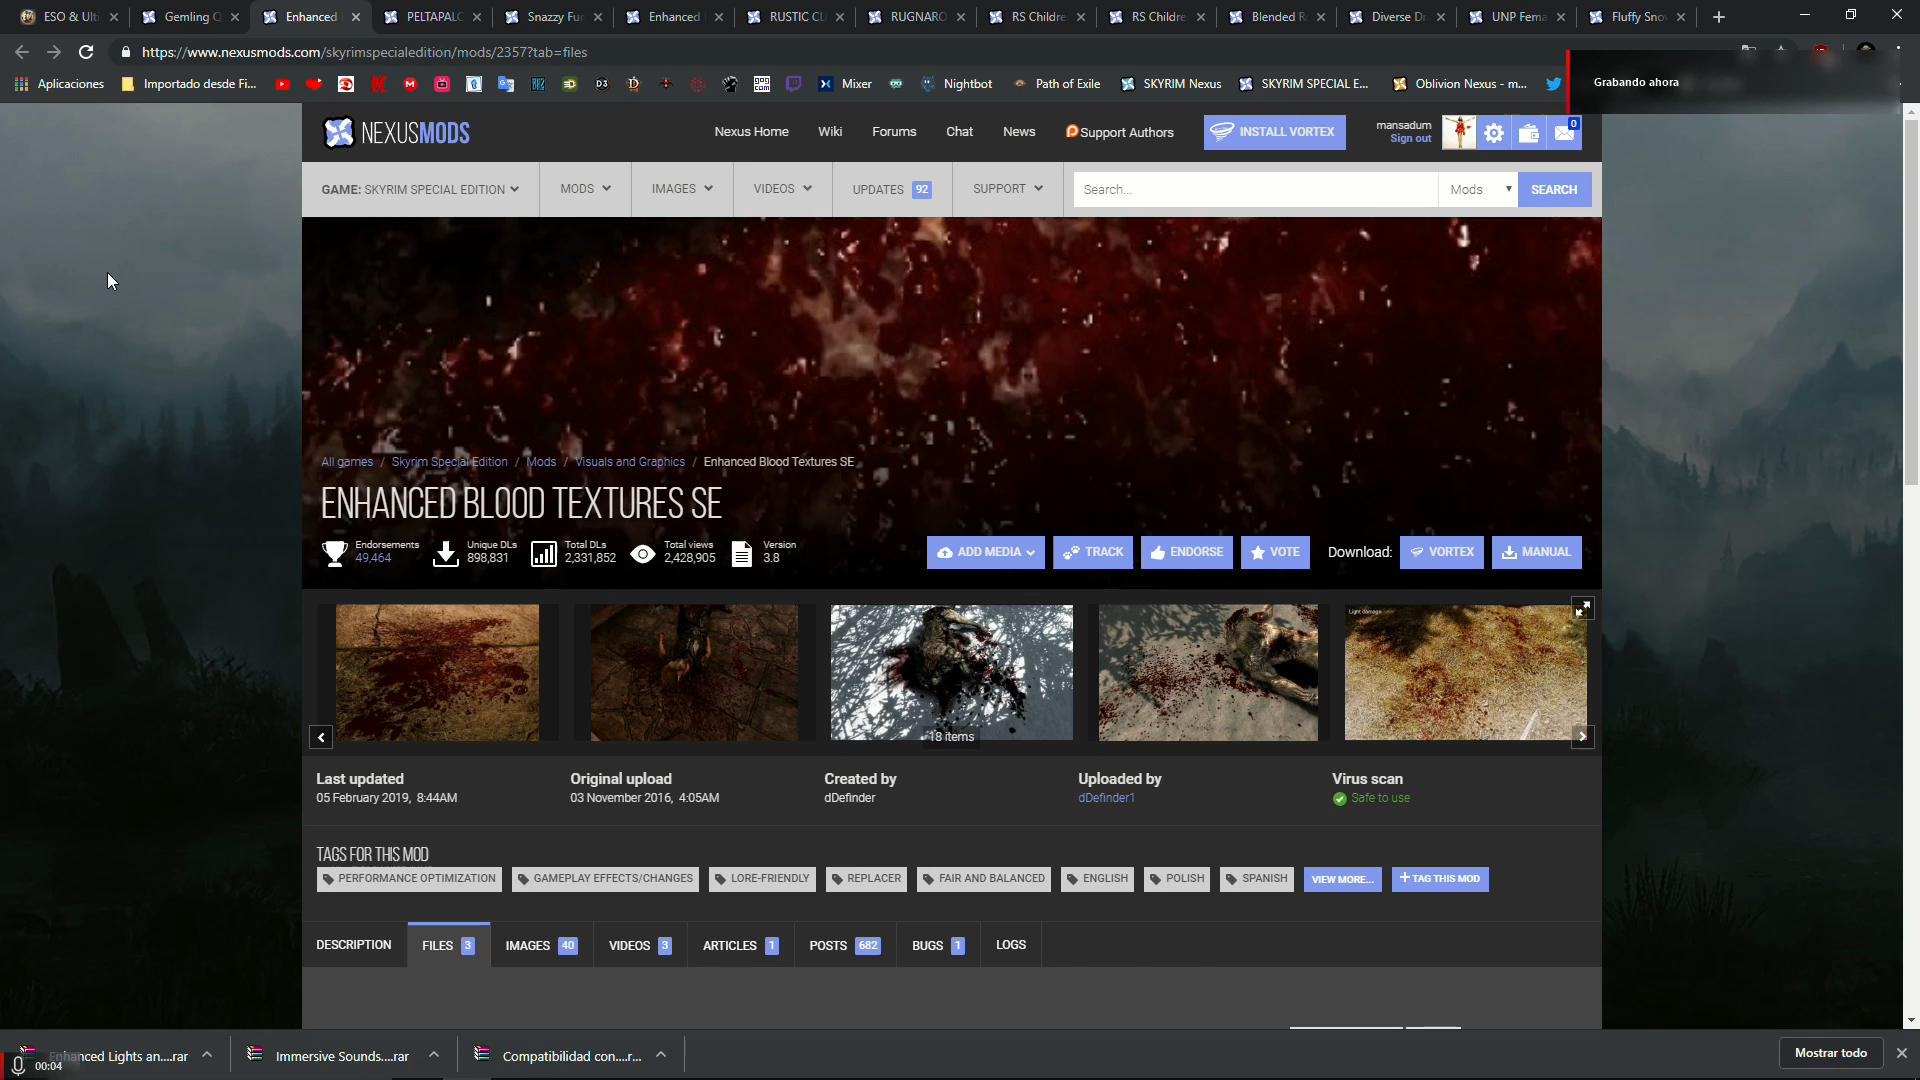 ESO & Ulti
Gemling Q
Enhanced
PELTAPALC
Snazzy Fur
Enhanced
RUSTIC CL
RUGNARO
RS Childre
RS Childre
Blended R
Diverse Dr
UNP Fema
Fluffy Sno
https://www.nexusmods.com/skyrimspecialedition/mods/2357?tab=files
Aplicaciones
Importado desde Fi...
Mixer
Nightbot
Path of Exile
SKYRIM Nexus
SKYRIM SPECIAL E...
Oblivion Nexus - m...
Grabando ahora
NEXUSMODS
Nexus Home Wiki Forums Chat News Support Authors
INSTALL VORTEX
mansadum
Sign out
0
GAME: SKYRIM SPECIAL EDITION
MODS
IMAGES
VIDEOS
UPDATES 92
SUPPORT
Search...
Mods
SEARCH
All games / Skyrim Special Edition / Mods / Visuals and Graphics / Enhanced Blood Textures SE
ENHANCED BLOOD TEXTURES SE
Endorsements
49,464
Unique DLs
898,831
Total DLs
2,331,852
Total views
2,428,905
Version
3.8
ADD MEDIA
TRACK
ENDORSE
VOTE
Download:
VORTEX
MANUAL
Light damage
18 items
Last updated
05 February 2019, 8:44AM
Original upload
03 November 2016, 4:05AM
Created by
dDefinder
Uploaded by
dDefinder1
Virus scan
Safe to use
TAGS FOR THIS MOD
PERFORMANCE OPTIMIZATION
GAMEPLAY EFFECTS/CHANGES
LORE-FRIENDLY
REPLACER
FAIR AND BALANCED
ENGLISH
POLISH
SPANISH
VIEW MORE...
+ TAG THIS MOD
DESCRIPTION
FILES 3
IMAGES 40
VIDEOS 3
ARTICLES 1
POSTS 682
BUGS 1
LOGS
Enhanced Lights an....rar
Immersive Sounds....rar
Compatibilidad con....r...
Mostrar todo
00:04